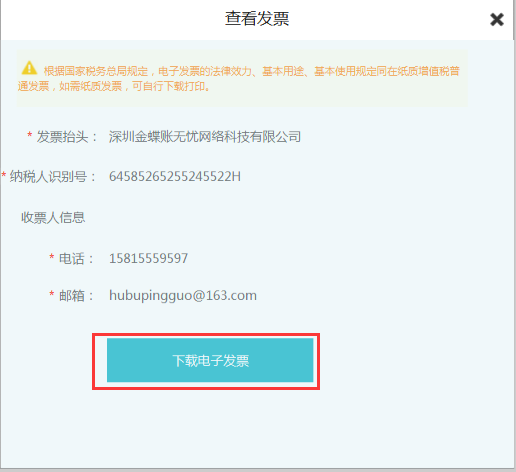 查看发票
根据国家税务总局规定，电子发票的法律效力、基本用途、基本使用规定同在纸质增值税普
通发票，如需纸质发票，可自行下载打印。
* 发票抬头： 深圳金蝶账无忧网络科技有限公司
* 纳税人识别号： 64585265255245522H
收票人信息
* 电话： 15815559597
* 邮箱： hubupingguo@163.com
下载电子发票